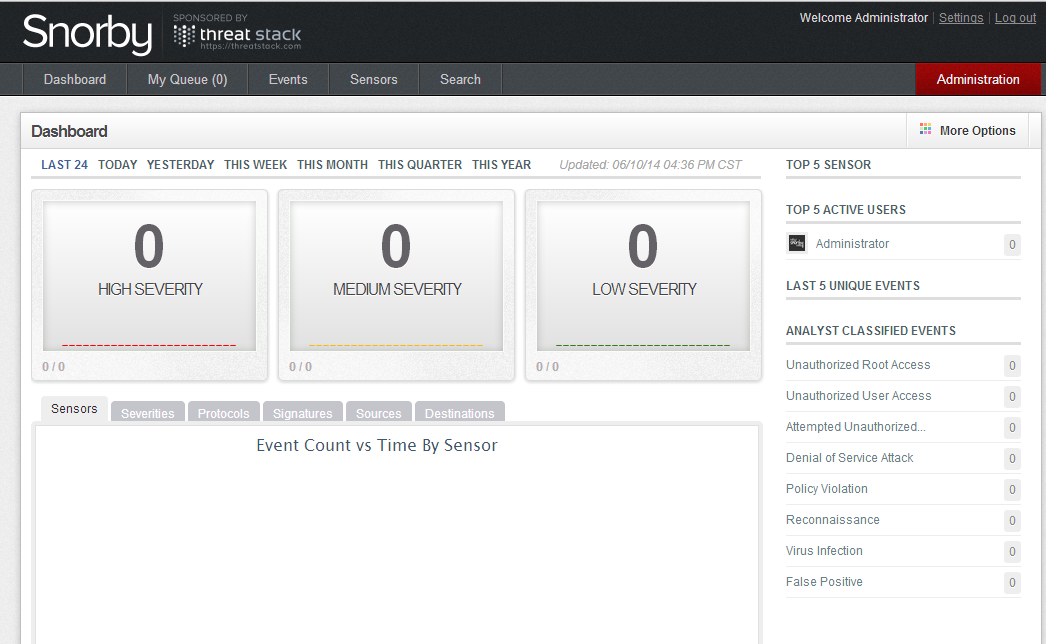 Snorby
SPONSORED BY
threat stack
https://threatstack.com
Welcome Administrator | Settings | Log out
Dashboard My Queue (0) Events Sensors Search Administration
Dashboard
More Options
LAST 24 TODAY YESTERDAY THIS WEEK THIS MONTH THIS QUARTER THIS YEAR Updated: 06/10/14 04:36 PM CST
0
HIGH SEVERITY
0 / 0
0
MEDIUM SEVERITY
0 / 0
0
LOW SEVERITY
0 / 0
Sensors Severities Protocols Signatures Sources Destinations
Event Count vs Time By Sensor
TOP 5 SENSOR
TOP 5 ACTIVE USERS
Administrator 0
LAST 5 UNIQUE EVENTS
ANALYST CLASSIFIED EVENTS
Unauthorized Root Access 0
Unauthorized User Access 0
Attempted Unauthorized... 0
Denial of Service Attack 0
Policy Violation 0
Reconnaissance 0
Virus Infection 0
False Positive 0